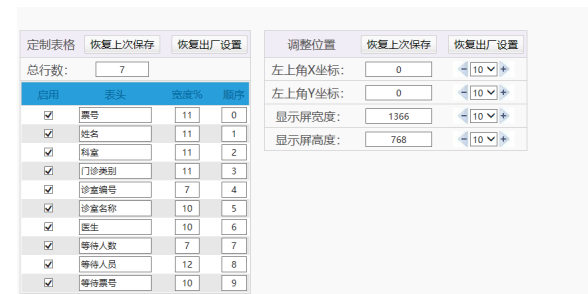 定制表格 恢复上次保存 恢复出厂设置
总行数： 7
启用 表头 宽度% 顺序
票号 11 0
姓名 11 1
科室 11 2
门诊类别 11 3
诊室编号 7 4
诊室名称 10 5
医生 10 6
等待人数 7 7
等待人员 12 8
等待票号 10 9
调整位置 恢复上次保存 恢复出厂设置
左上角X坐标： 0 - 10 +
左上角Y坐标： 0 - 10 +
显示屏宽度： 1366 - 10 +
显示屏高度： 768 - 10 +